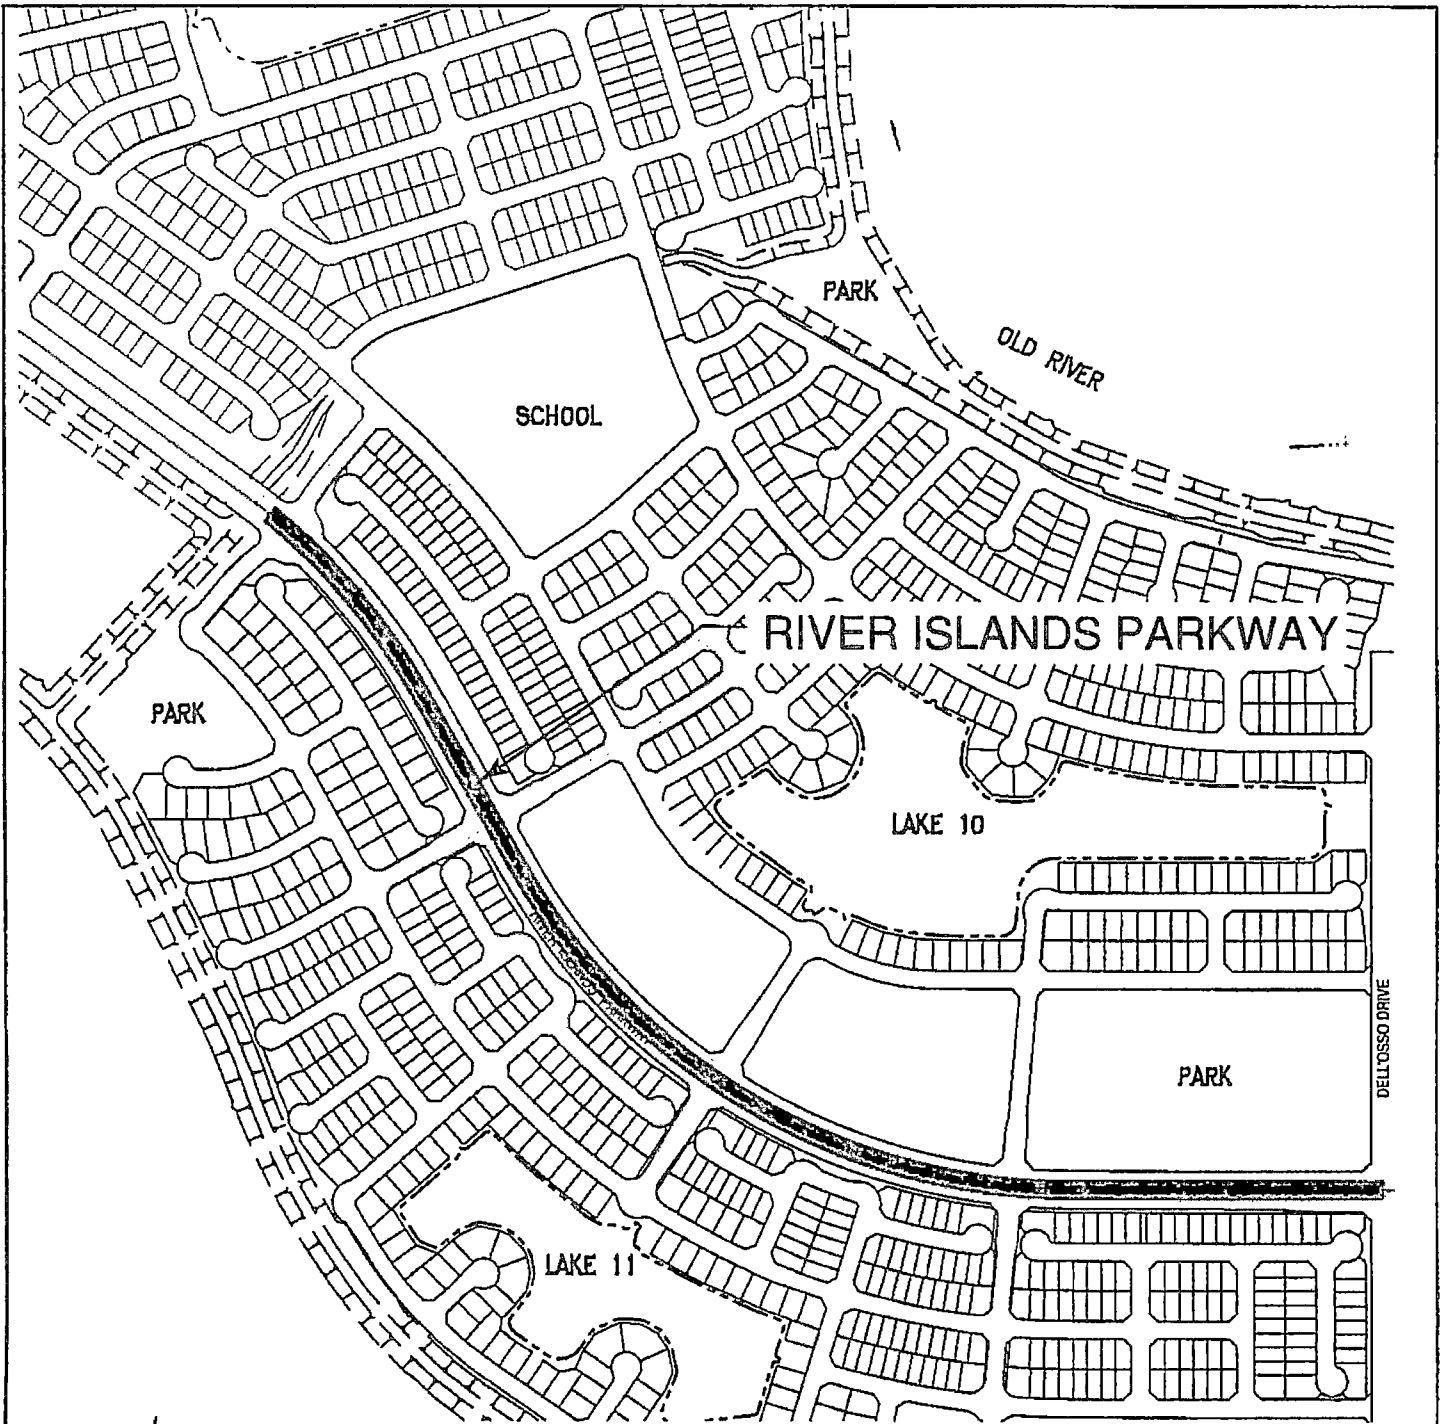 PARK
OLD RIVER
SCHOOL
RIVER ISLANDS PARKWAY
PARK
LAKE 10
DELL'OSSO DRIVE
PARK
LAKE 11